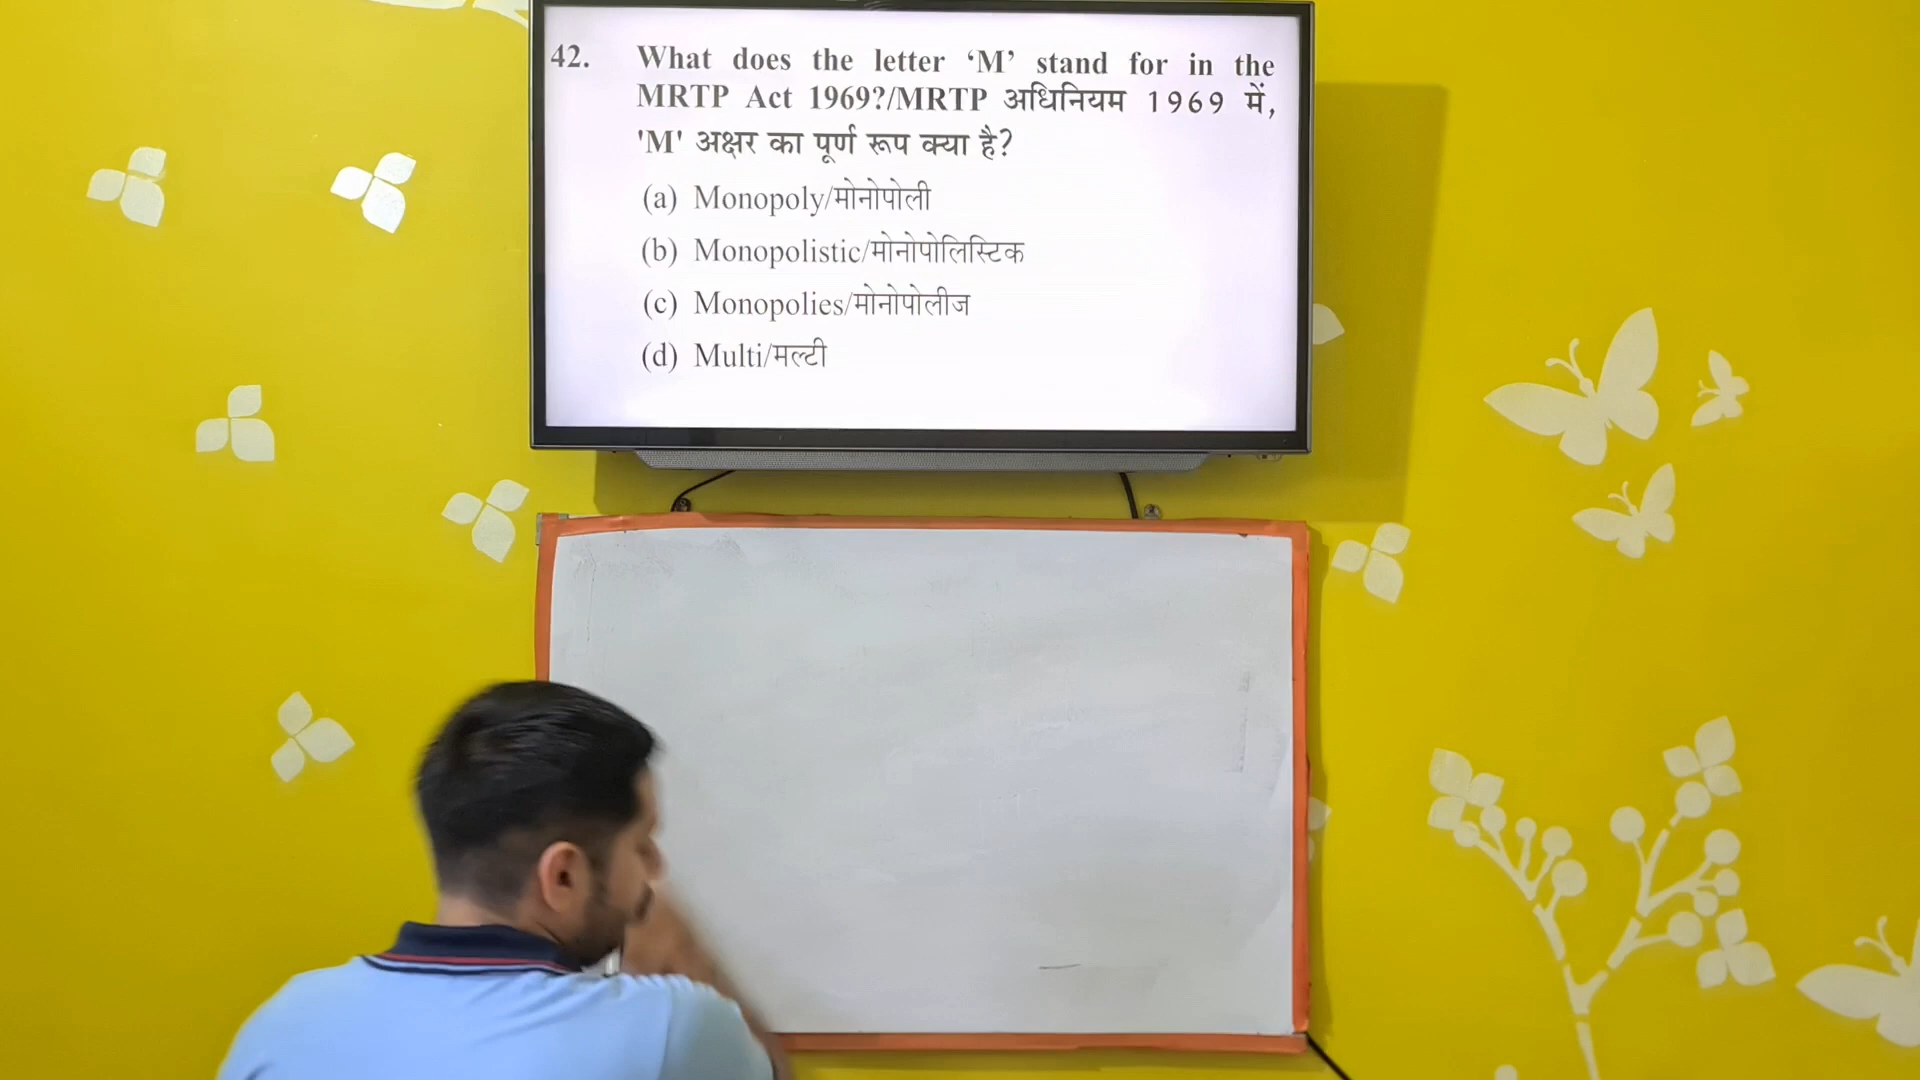 42. What does the letter ‘M’ stand for in the
MRTP Act 1969?/MRTP अधिनियम 1969 में,
'M' अक्षर का पूर्ण रूप क्या है?
(a) Monopoly/मोनोपोली
(b) Monopolistic/मोनोपोलिस्टिक
(c) Monopolies/मोनोपोलीज
(d) Multi/मल्टी